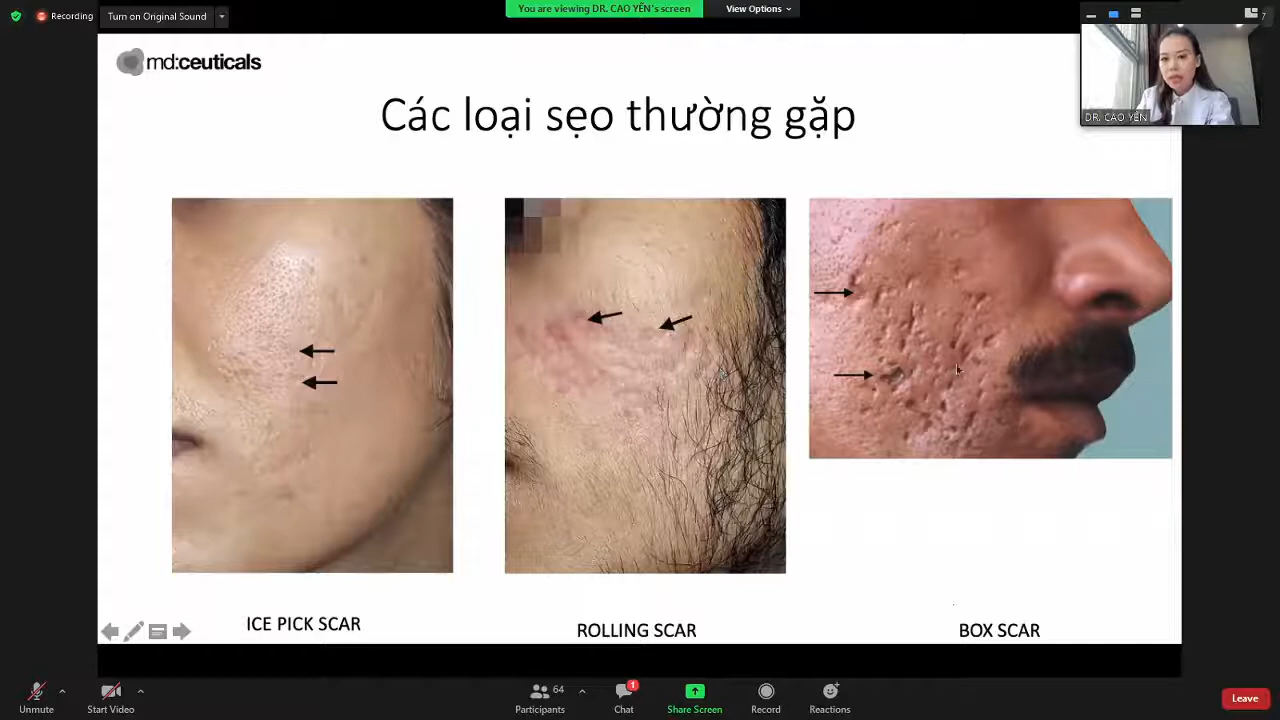 Recording
Turn on Original Sound
You are viewing DR. CAO YẾN's screen
View Options
7
md:ceuticals
DR. CAO YẾN
Các loại sẹo thường gặp
ICE PICK SCAR
ROLLING SCAR
BOX SCAR
Unmute
Start Video
64
Participants
1
Chat
Share Screen
Record
Reactions
Leave